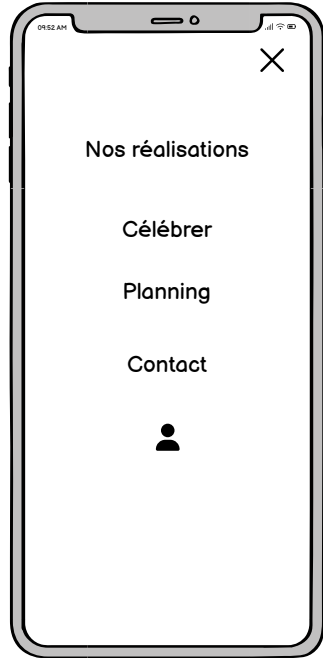 09:52 AM
Nos réalisations
Célébrer
Planning
Contact